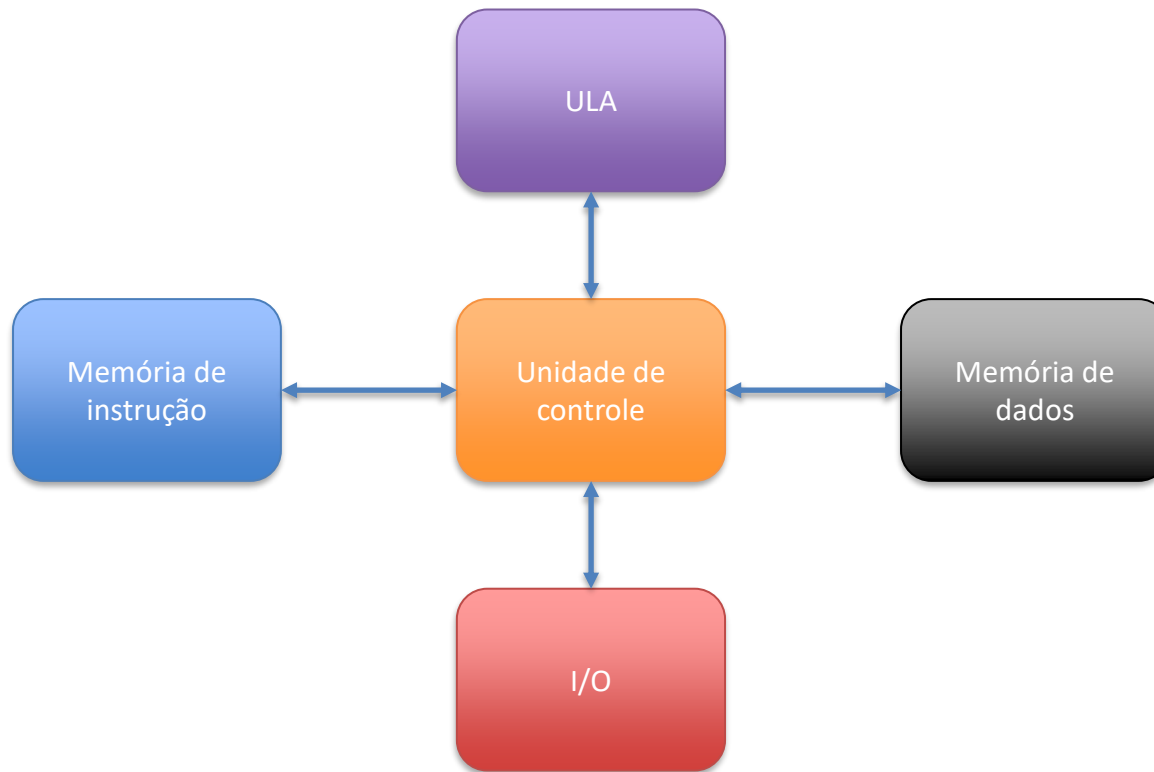 ULA
Memória de
instrução
Unidade de
controle
Memória de
dados
I/O